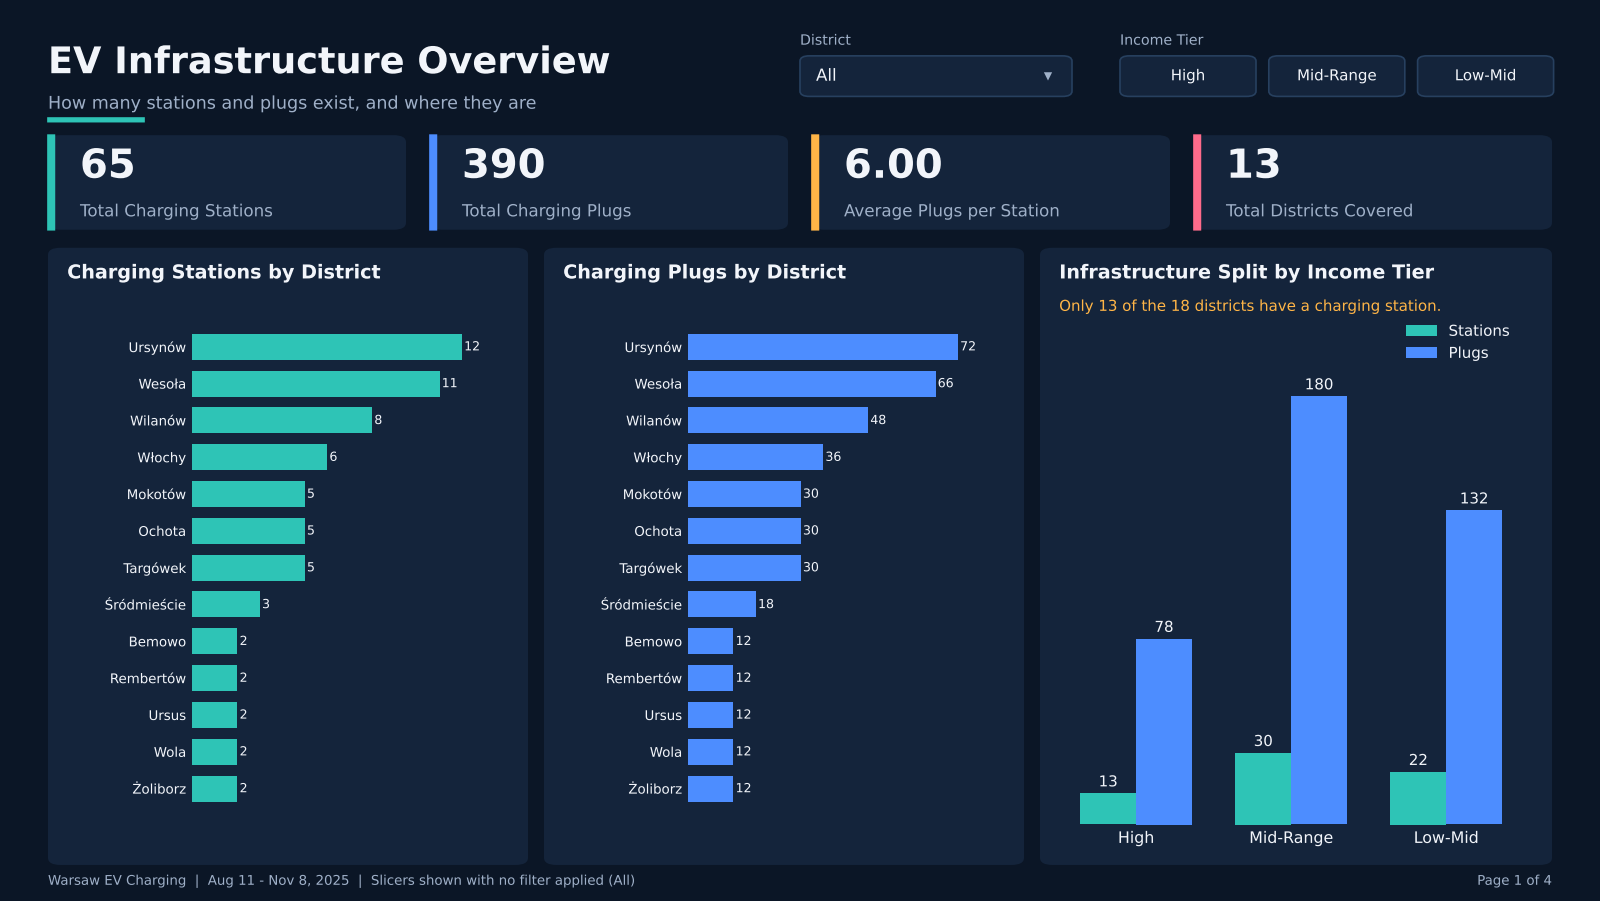 EV Infrastructure Overview
How many stations and plugs exist, and where they are
District
All ▼
Income Tier
High
Mid-Range
Low-Mid
65
Total Charging Stations
390
Total Charging Plugs
6.00
Average Plugs per Station
13
Total Districts Covered
Charging Stations by District
Ursynów 12
Wesoła 11
Wilanów 8
Włochy 6
Mokotów 5
Ochota 5
Targówek 5
Śródmieście 3
Bemowo 2
Rembertów 2
Ursus 2
Wola 2
Żoliborz 2
Charging Plugs by District
Ursynów 72
Wesoła 66
Wilanów 48
Włochy 36
Mokotów 30
Ochota 30
Targówek 30
Śródmieście 18
Bemowo 12
Rembertów 12
Ursus 12
Wola 12
Żoliborz 12
Infrastructure Split by Income Tier
Only 13 of the 18 districts have a charging station.
Stations
Plugs
13
78
30
180
22
132
High
Mid-Range
Low-Mid
Warsaw EV Charging | Aug 11 - Nov 8, 2025 | Slicers shown with no filter applied (All)
Page 1 of 4